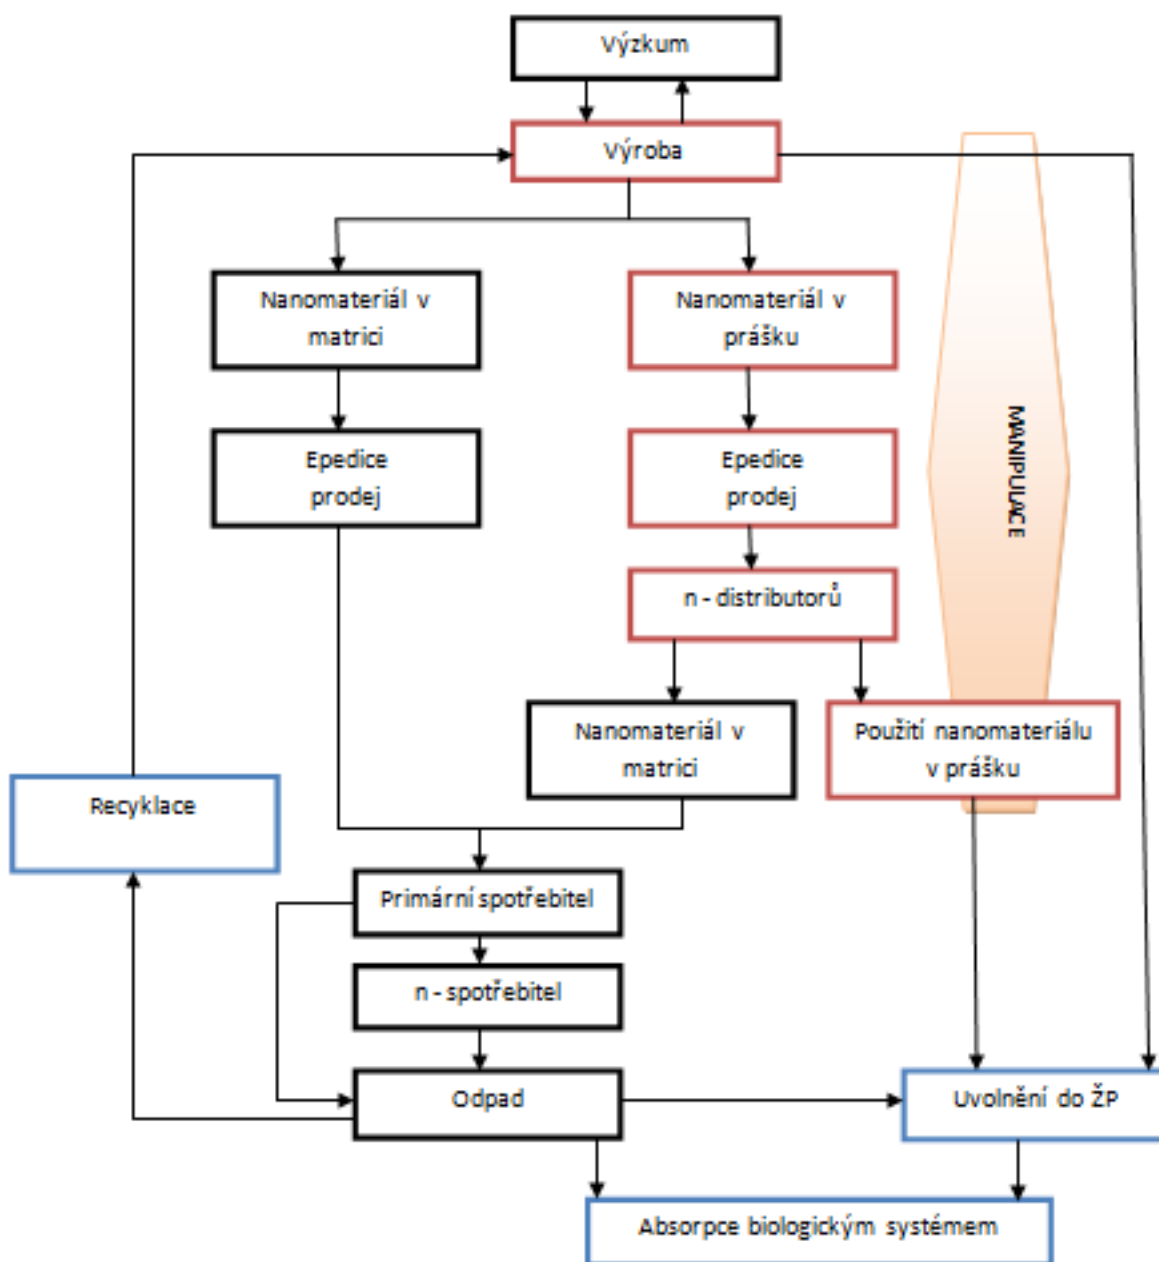 Výzkum
Výroba
Nanomateriál v
matrici
Nanomateriál v
prášku
Epedice
prodej
Epedice
prodej
MANIPULACE
n - distributorů
Nanomateriál v
matrici
Použití nanomateriálu
v prášku
Recyklace
Primární spotřebitel
n - spotřebitel
Odpad
Uvolnění do ŽP
Absorpce biologickým systémem